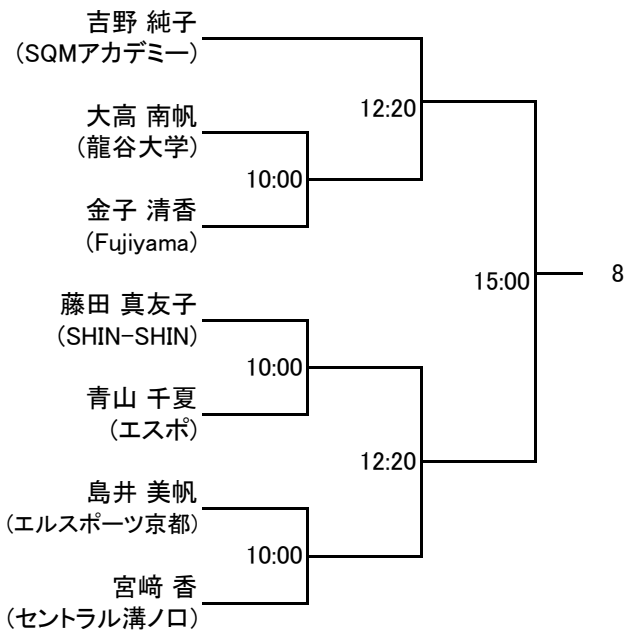 吉野 純子
(SQMアカデミー)
12:20
大高 南帆
(龍谷大学)
10:00
金子 清香
(Fujiyama)
15:00
8
藤田 真友子
(SHIN-SHIN)
10:00
青山 千夏
(エスポ)
12:20
島井 美帆
(エルスポーツ京都)
10:00
宮﨑 香
(セントラル溝ノ口)